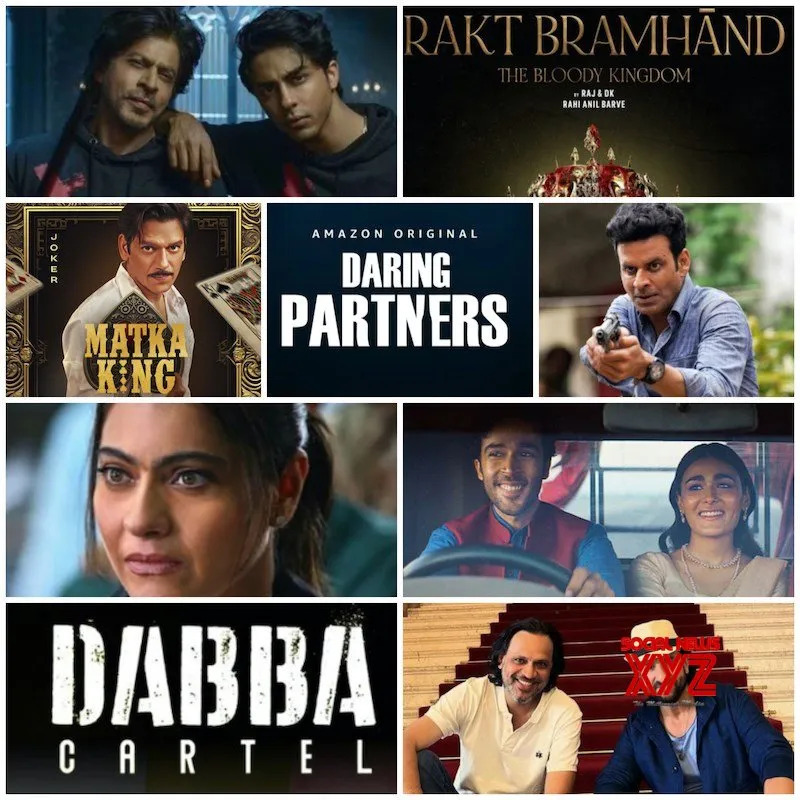 RAKT BRAMHĀND
THE BLOODY KINGDOM
BY RAJ & DK
RAHI ANIL BARVE
JOKER
MATKA
KING
AMAZON ORIGINAL
DARING
PARTNERS
DABBA
CARTEL
SOCIAL NEWS
XYZ